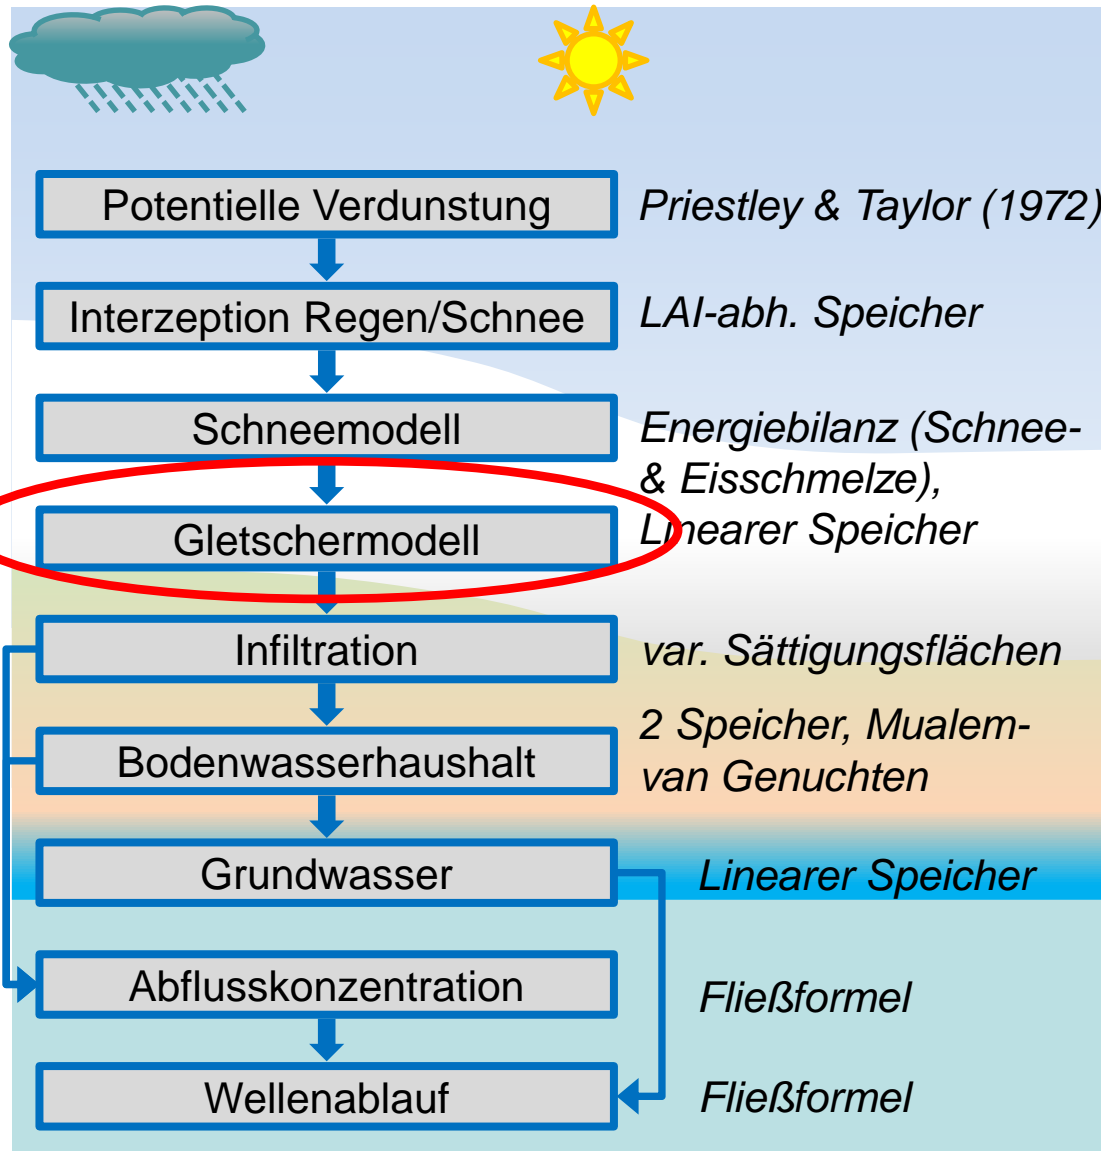 Potentielle Verdunstung
Priestley & Taylor (1972)
Interzeption Regen/Schnee
LAI-abh. Speicher
Schneemodell
Energiebilanz (Schnee-
& Eisschmelze),
Linearer Speicher
Gletschermodell
Infiltration
var. Sättigungsflächen
Bodenwasserhaushalt
2 Speicher, Mualem-
van Genuchten
Grundwasser
Linearer Speicher
Abflusskonzentration
Fließformel
Wellenablauf
Fließformel